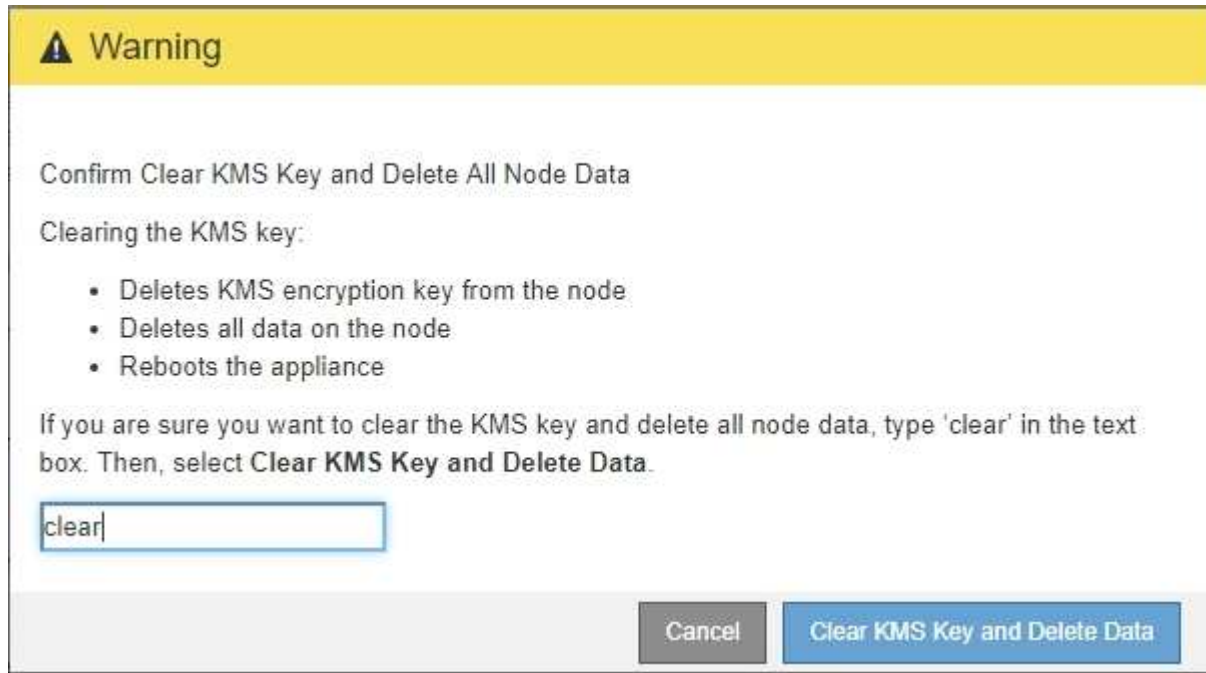 Warning
Confirm Clear KMS Key and Delete All Node Data
Clearing the KMS key:
• Deletes KMS encryption key from the node
• Deletes all data on the node
• Reboots the appliance
If you are sure you want to clear the KMS key and delete all node data, type ‘clear’ in the text
box. Then, select Clear KMS Key and Delete Data.
clear
Cancel Clear KMS Key and Delete Data